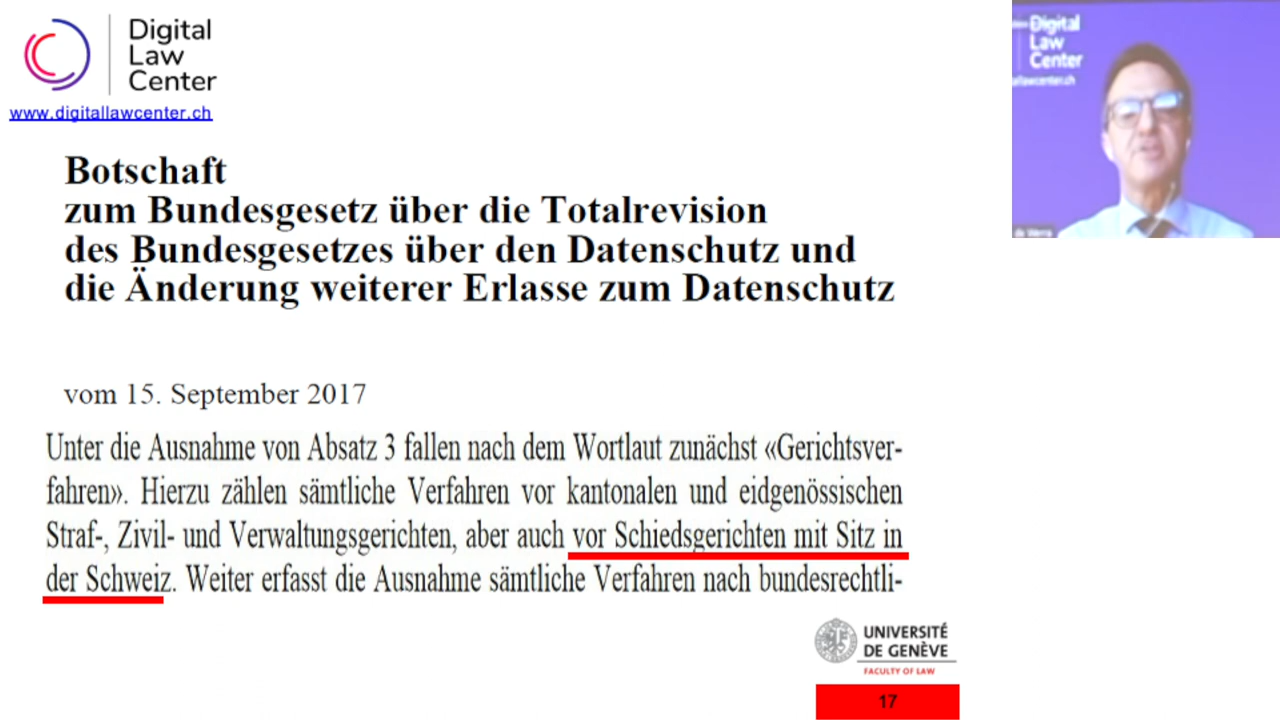 Digital
Law
Center
www.digitallawcenter.ch
Digital
Law
Center
allawcenter.ch
de Werra
Botschaft
zum Bundesgesetz über die Totalrevision
des Bundesgesetzes über den Datenschutz und
die Änderung weiterer Erlasse zum Datenschutz
vom 15. September 2017
Unter die Ausnahme von Absatz 3 fallen nach dem Wortlaut zunächst «Gerichtsver-
fahren». Hierzu zählen sämtliche Verfahren vor kantonalen und eidgenössischen
Straf-, Zivil- und Verwaltungsgerichten, aber auch vor Schiedsgerichten mit Sitz in
der Schweiz. Weiter erfasst die Ausnahme sämtliche Verfahren nach bundesrechtli-
UNIVERSITÉ
DE GENÈVE
FACULTY OF LAW
17